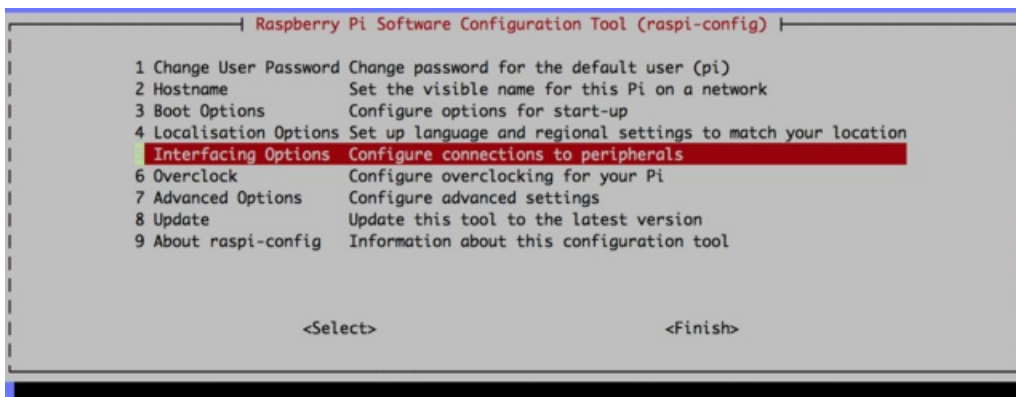 Raspberry Pi Software Configuration Tool (raspi-config)
1 Change User Password Change password for the default user (pi)
2 Hostname Set the visible name for this Pi on a network
3 Boot Options Configure options for start-up
4 Localisation Options Set up language and regional settings to match your location
Interfacing Options Configure connections to peripherals
6 Overclock Configure overclocking for your Pi
7 Advanced Options Configure advanced settings
8 Update Update this tool to the latest version
9 About raspi-config Information about this configuration tool
<Select> <Finish>